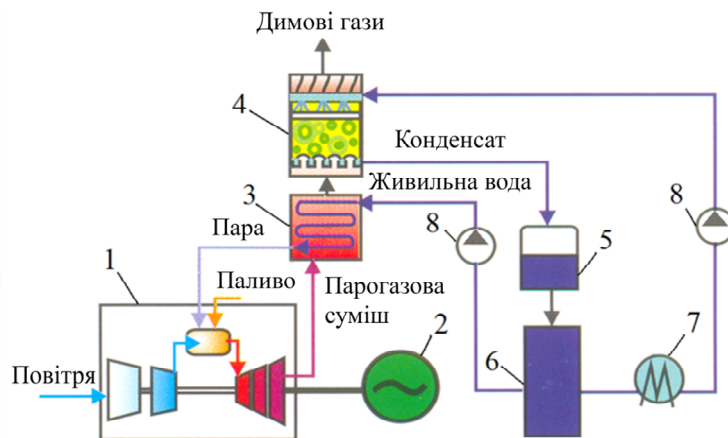 Димові гази
4
Конденсат
Живильна вода
3
8
8
Пара
5
1
Паливо
Парогазова
суміш
2
7
6
Повітря